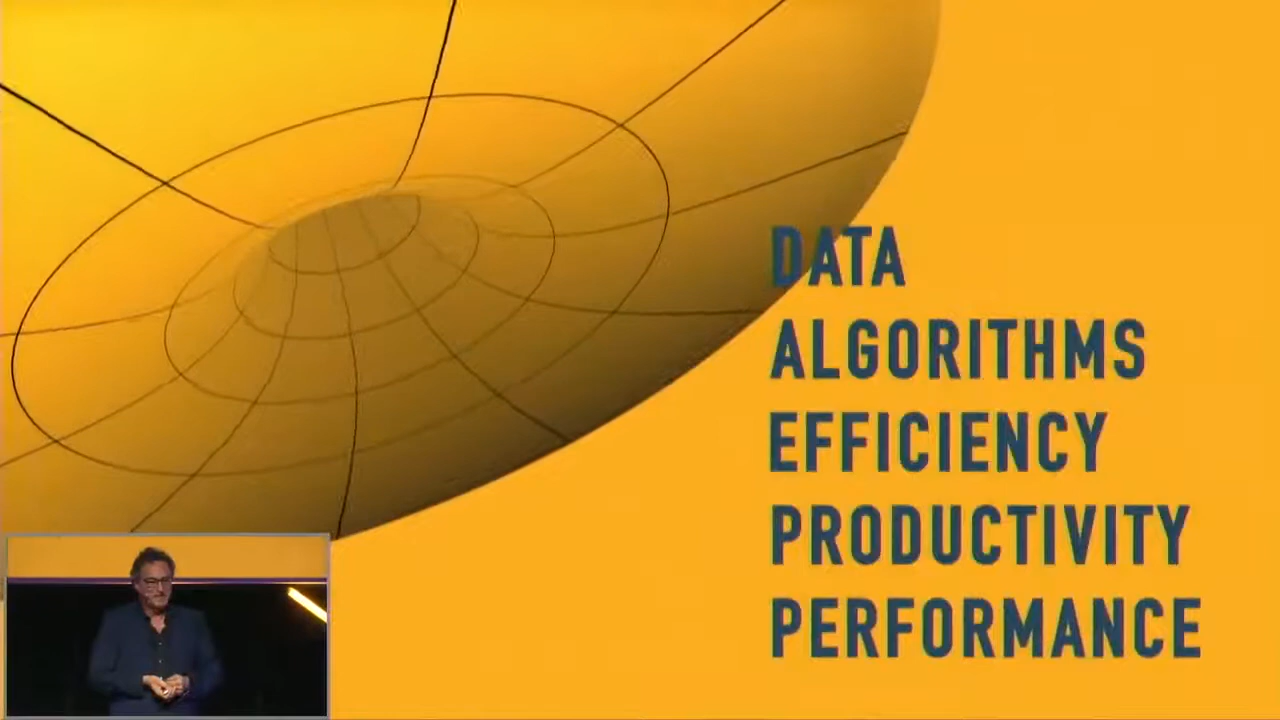 DATA
ALGORITHMS
EFFICIENCY
PRODUCTIVITY
PERFORMANCE